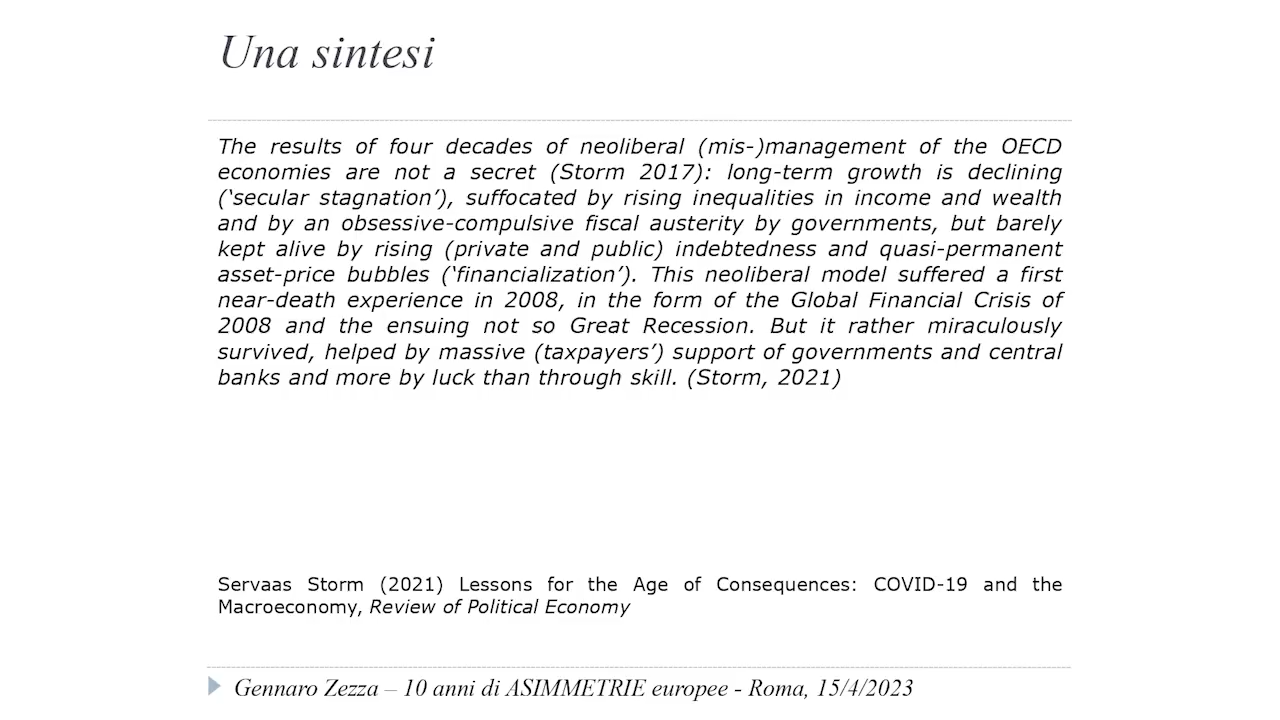 Una sintesi
The results of four decades of neoliberal (mis-)management of the OECD
economies are not a secret (Storm 2017): long-term growth is declining
(‘secular stagnation’), suffocated by rising inequalities in income and wealth
and by an obsessive-compulsive fiscal austerity by governments, but barely
kept alive by rising (private and public) indebtedness and quasi-permanent
asset-price bubbles (‘financialization’). This neoliberal model suffered a first
near-death experience in 2008, in the form of the Global Financial Crisis of
2008 and the ensuing not so Great Recession. But it rather miraculously
survived, helped by massive (taxpayers’) support of governments and central
banks and more by luck than through skill. (Storm, 2021)
Servaas Storm (2021) Lessons for the Age of Consequences: COVID-19 and the
Macroeconomy, Review of Political Economy
Gennaro Zezza – 10 anni di ASIMMETRIE europee - Roma, 15/4/2023